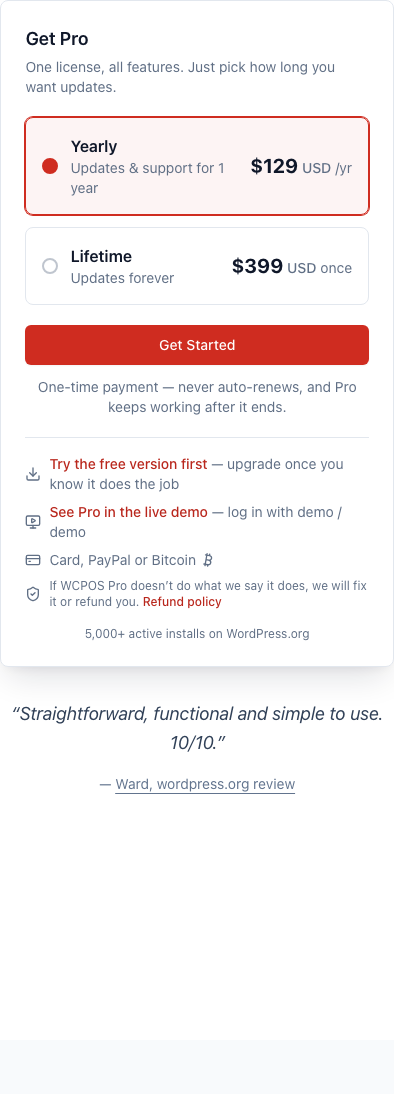 Get Pro
One license, all features. Just pick how long you
want updates.
Yearly
Updates & support for 1
year
$129 USD /yr
Lifetime
Updates forever
$399 USD once
Get Started
One-time payment — never auto-renews, and Pro
keeps working after it ends.
Try the free version first — upgrade once you
know it does the job
See Pro in the live demo — log in with demo /
demo
Card, PayPal or Bitcoin
If WCPOS Pro doesn’t do what we say it does, we will fix
it or refund you. Refund policy
5,000+ active installs on WordPress.org
“Straightforward, functional and simple to use.
10/10.”
— Ward, wordpress.org review